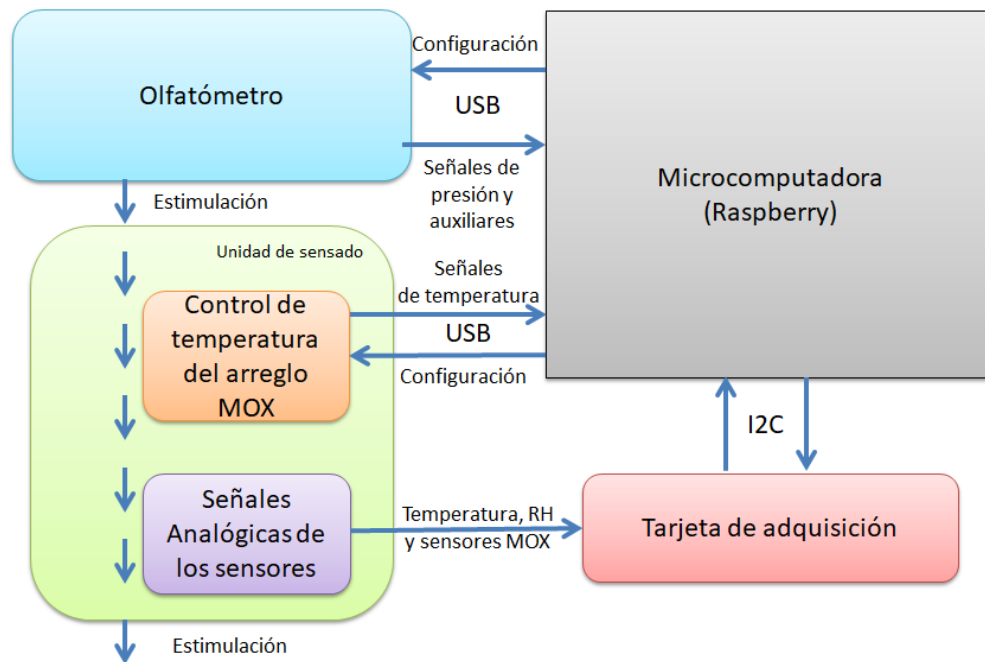 Olfatómetro
Configuración
USB
Señales de
presión y
auxiliares
Microcomputadora
(Raspberry)
Estimulación
Unidad de sensado
Señales
de temperatura
USB
Configuración
Control de
temperatura
del arreglo
MOX
I2C
Señales
Analógicas de
los sensores
Temperatura, RH
y sensores MOX
Tarjeta de adquisición
Estimulación